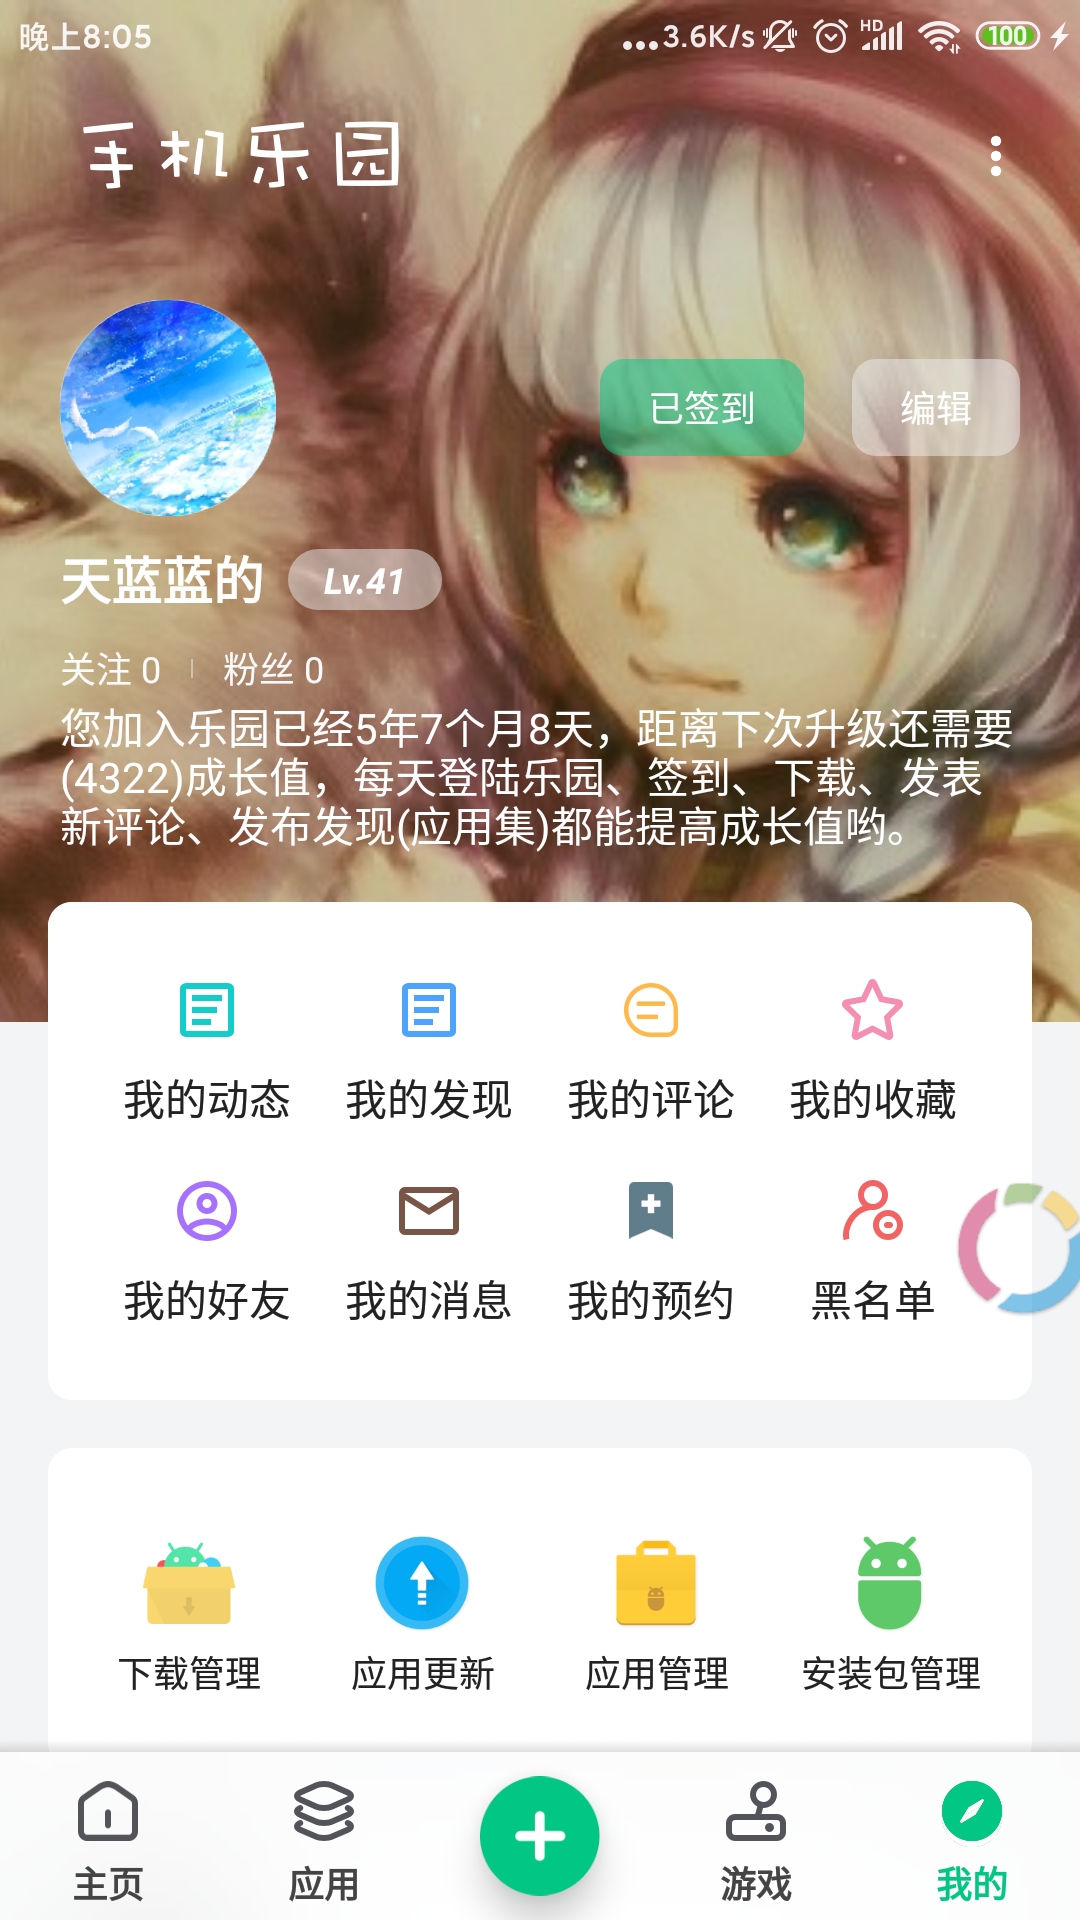 晚上8:05
...3.6K/s HD 100
手机乐园
已签到 编辑
天蓝蓝的 Lv.41
关注 0 粉丝 0
您加入乐园已经5年7个月8天，距离下次升级还需要
(4322)成长值，每天登陆乐园、签到、下载、发表
新评论、发布发现(应用集)都能提高成长值哟。
我的动态 我的发现 我的评论 我的收藏
我的好友 我的消息 我的预约 黑名单
下载管理 应用更新 应用管理 安装包管理
主页 应用 游戏 我的